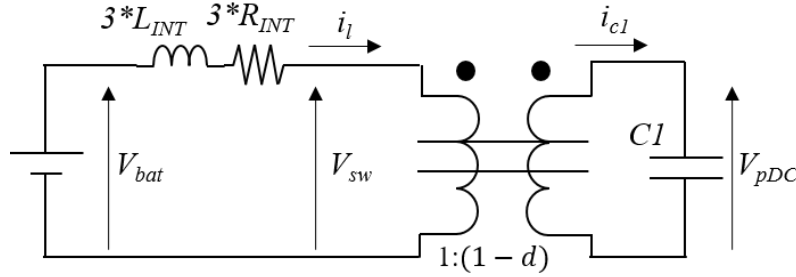 3*L_INT 3*R_INT i_l i_c1
V_bat V_sw C1 V_pDC
1:(1 − d)